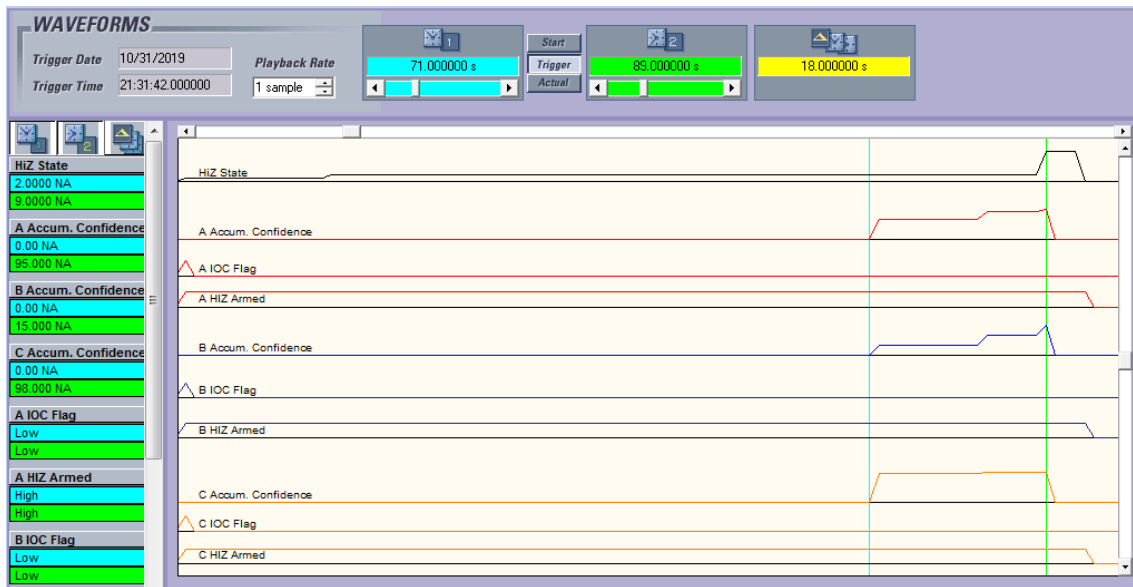 WAVEFORMS
Trigger Date 10/31/2019
Trigger Time 21:31:42.000000
Playback Rate
1 sample
1
71.000000 s
Start
Trigger
Actual
2
89.000000 s
18.000000 s
1 2
HiZ State
2.0000 NA
9.0000 NA
A Accum. Confidence
0.00 NA
95.000 NA
B Accum. Confidence
0.00 NA
15.000 NA
C Accum. Confidence
0.00 NA
98.000 NA
A IOC Flag
Low
Low
A HIZ Armed
High
High
B IOC Flag
Low
Low
HiZ State
A Accum. Confidence
A IOC Flag
A HIZ Armed
B Accum. Confidence
B IOC Flag
B HIZ Armed
C Accum. Confidence
C IOC Flag
C HIZ Armed